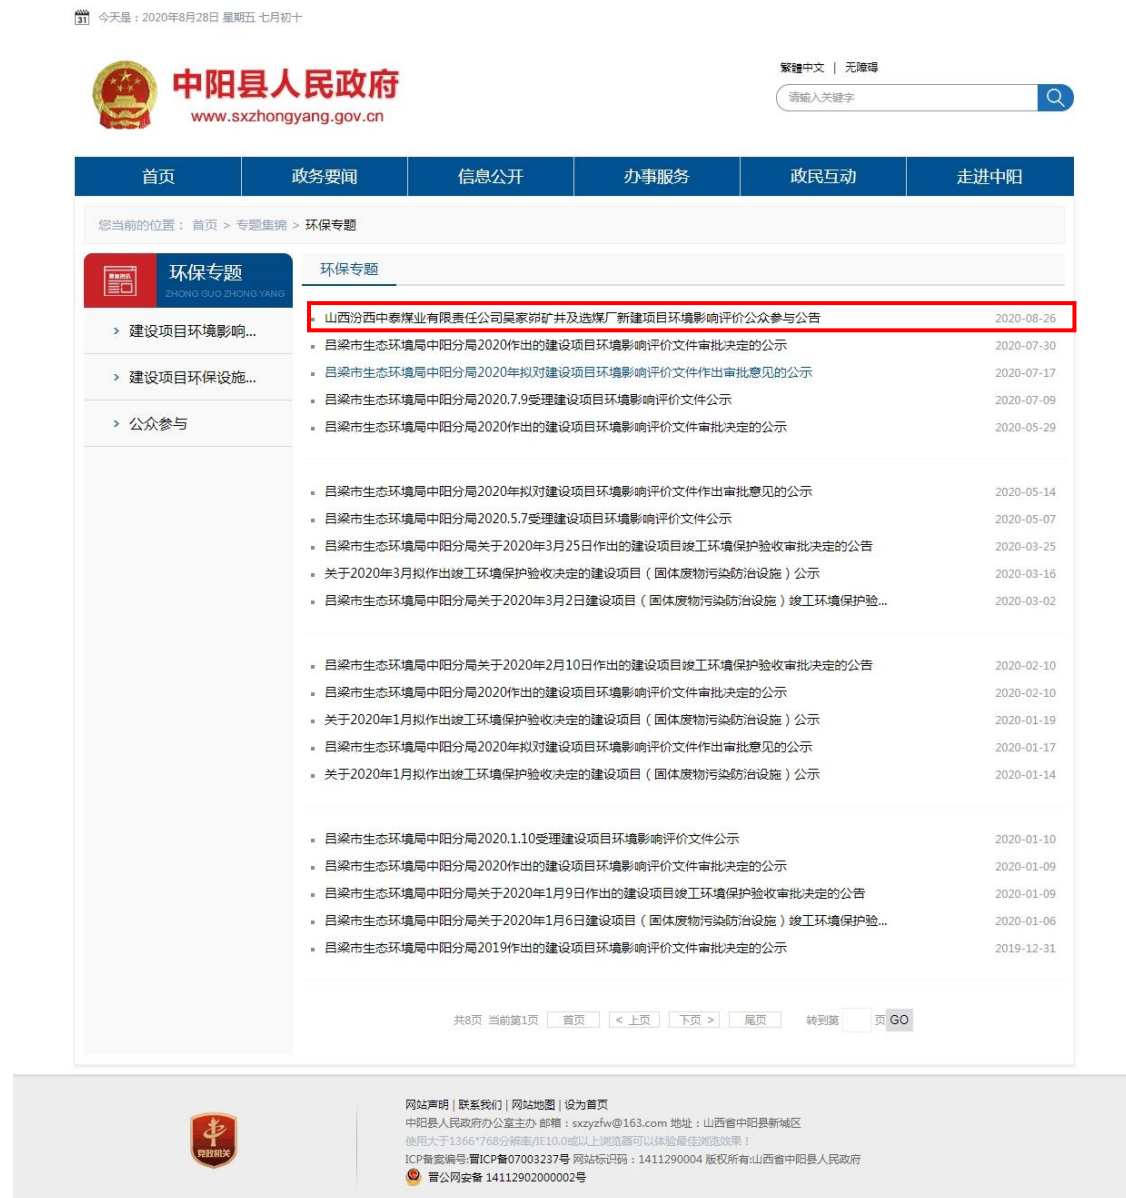 31 今天是：2020年8月28日 星期五 七月初十
繁體中文 | 无障碍
中阳县人民政府
www.sxzhongyang.gov.cn
请输入关键字
首页 政务要闻 信息公开 办事服务 政民互动 走进中阳
您当前的位置： 首页 > 专题集锦 > 环保专题
环保专题
ZHONG GUO ZHONG YANG
> 建设项目环境影响...
> 建设项目环保设施...
> 公众参与
环保专题
山西汾西中泰煤业有限责任公司吴家峁矿井及选煤厂新建项目环境影响评价公众参与公告 2020-08-26
吕梁市生态环境局中阳分局2020作出的建设项目环境影响评价文件审批决定的公示 2020-07-30
吕梁市生态环境局中阳分局2020年拟对建设项目环境影响评价文件作出审批意见的公示 2020-07-17
吕梁市生态环境局中阳分局2020.7.9受理建设项目环境影响评价文件公示 2020-07-09
吕梁市生态环境局中阳分局2020作出的建设项目环境影响评价文件审批决定的公示 2020-05-29
吕梁市生态环境局中阳分局2020年拟对建设项目环境影响评价文件作出审批意见的公示 2020-05-14
吕梁市生态环境局中阳分局2020.5.7受理建设项目环境影响评价文件公示 2020-05-07
吕梁市生态环境局中阳分局关于2020年3月25日作出的建设项目竣工环境保护验收审批决定的公告 2020-03-25
关于2020年3月拟作出竣工环境保护验收决定的建设项目（固体废物污染防治设施）公示 2020-03-16
吕梁市生态环境局中阳分局关于2020年3月2日建设项目（固体废物污染防治设施）竣工环境保护验... 2020-03-02
吕梁市生态环境局中阳分局关于2020年2月10日作出的建设项目竣工环境保护验收审批决定的公告 2020-02-10
吕梁市生态环境局中阳分局2020作出的建设项目环境影响评价文件审批决定的公示 2020-02-10
关于2020年1月拟作出竣工环境保护验收决定的建设项目（固体废物污染防治设施）公示 2020-01-19
吕梁市生态环境局中阳分局2020年拟对建设项目环境影响评价文件作出审批意见的公示 2020-01-17
关于2020年1月拟作出竣工环境保护验收决定的建设项目（固体废物污染防治设施）公示 2020-01-14
吕梁市生态环境局中阳分局2020.1.10受理建设项目环境影响评价文件公示 2020-01-10
吕梁市生态环境局中阳分局2020作出的建设项目环境影响评价文件审批决定的公示 2020-01-09
吕梁市生态环境局中阳分局关于2020年1月9日作出的建设项目竣工环境保护验收审批决定的公告 2020-01-09
吕梁市生态环境局中阳分局关于2020年1月6日建设项目（固体废物污染防治设施）竣工环境保护验... 2020-01-06
吕梁市生态环境局中阳分局2019作出的建设项目环境影响评价文件审批决定的公示 2019-12-31
共8页 当前第1页 首页 < 上页 下页 > 尾页 转到第 页 GO
网站声明 | 联系我们 | 网站地图 | 设为首页
中阳县人民政府办公室主办 邮箱：sxzyzfw@163.com 地址：山西省中阳县新城区
使用大于1366*768分辨率/IE10.0或以上浏览器可以体验最佳浏览效果！
ICP备案编号:晋ICP备07003237号 网站标识码：1411290004 版权所有:山西省中阳县人民政府
晋公网安备 14112902000002号
党政机关